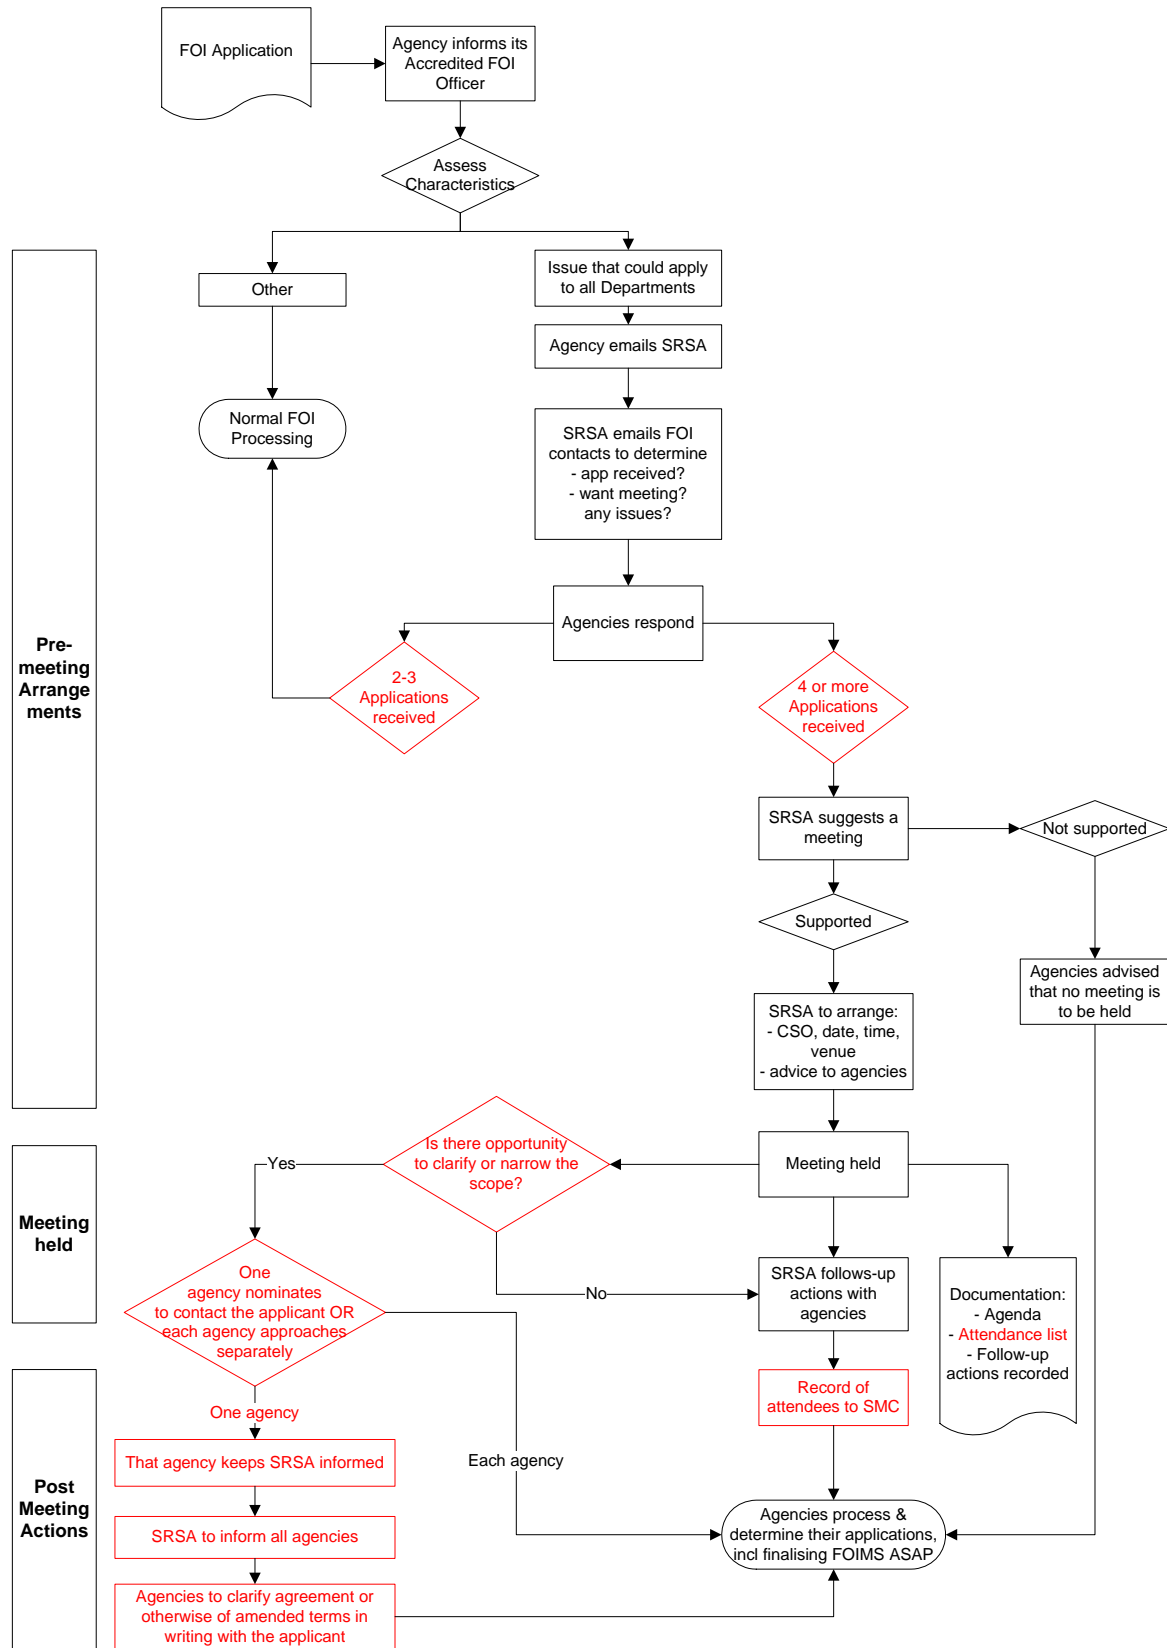 FOI Application
Agency informs its
Accredited FOI
Officer
Assess
Characteristics
Other
Issue that could apply
to all Departments
Agency emails SRSA
Normal FOI
Processing
SRSA emails FOI
contacts to determine
- app received?
- want meeting?
any issues?
Agencies respond
Pre-
meeting
Arrange
ments
2-3
Applications
received
4 or more
Applications
received
SRSA suggests a
meeting
Not supported
Supported
Agencies advised
that no meeting is
to be held
SRSA to arrange:
- CSO, date, time,
venue
- advice to agencies
Meeting
held
Is there opportunity
to clarify or narrow the
scope?
Yes
Meeting held
No
One
agency nominates
to contact the applicant OR
each agency approaches
separately
SRSA follows-up
actions with
agencies
Documentation:
- Agenda
- Attendance list
- Follow-up
actions recorded
Record of
attendees to SMC
One agency
Each agency
Post
Meeting
Actions
That agency keeps SRSA informed
SRSA to inform all agencies
Agencies to clarify agreement or
otherwise of amended terms in
writing with the applicant
Agencies process &
determine their applications,
incl finalising FOIMS ASAP